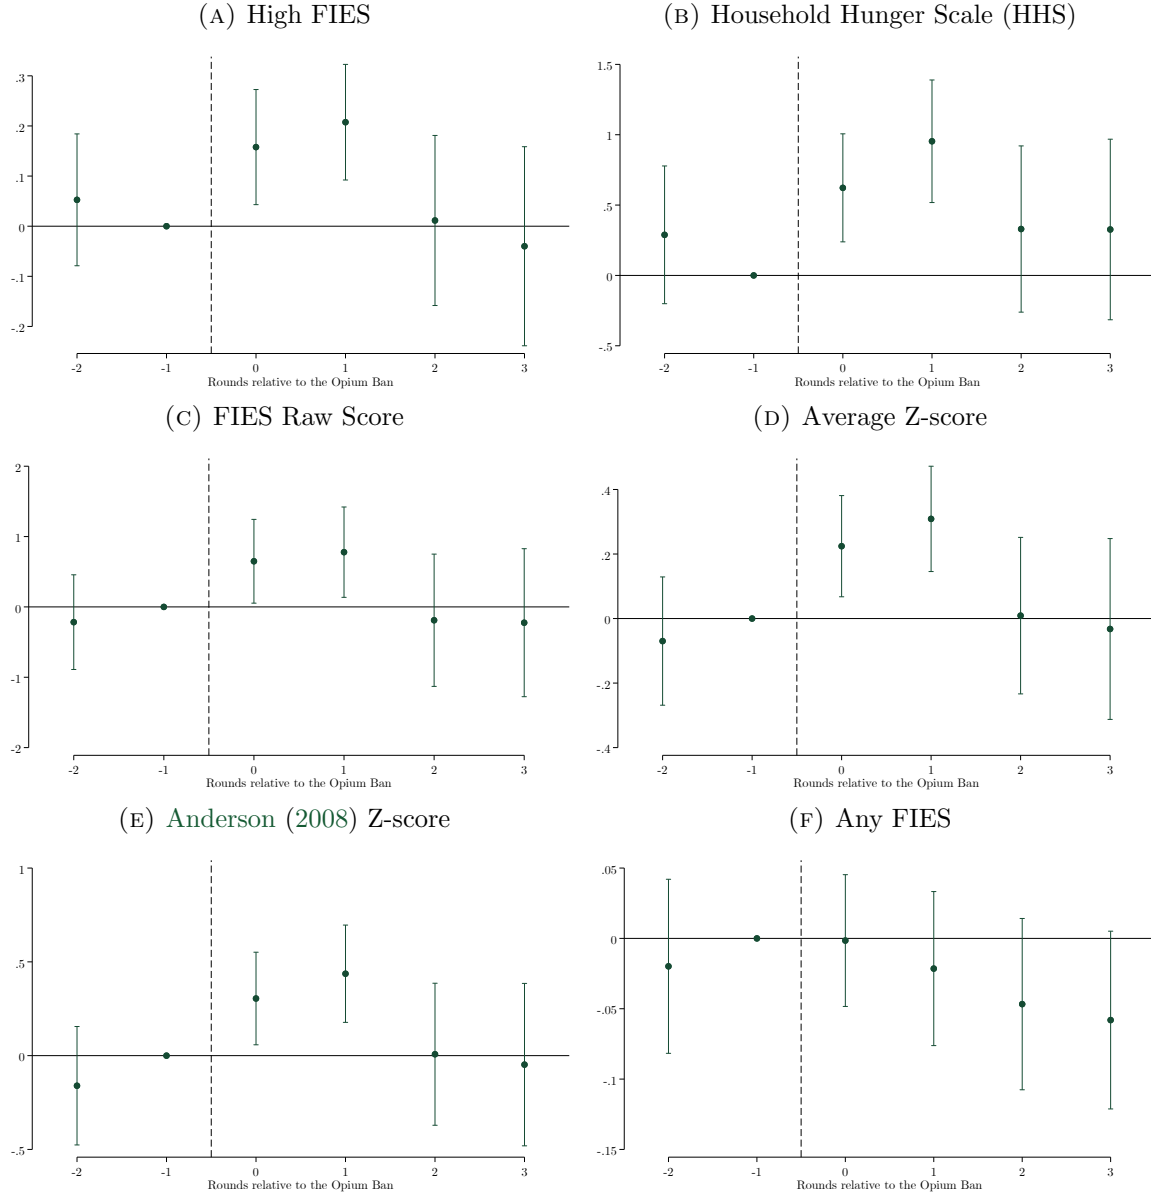 (A) High FIES
.3
.2
.1
0
-.1
-.2
-2 -1 0 1 2 3
Rounds relative to the Opium Ban
(B) Household Hunger Scale (HHS)
1.5
1
.5
0
-.5
-2 -1 0 1 2 3
Rounds relative to the Opium Ban
(C) FIES Raw Score
2
1
0
-1
-2
-2 -1 0 1 2 3
Rounds relative to the Opium Ban
(D) Average Z-score
.4
.2
0
-.2
-.4
-2 -1 0 1 2 3
Rounds relative to the Opium Ban
(E) Anderson (2008) Z-score
1
.5
0
-.5
-2 -1 0 1 2 3
Rounds relative to the Opium Ban
(F) Any FIES
.05
0
-.05
-.1
-.15
-2 -1 0 1 2 3
Rounds relative to the Opium Ban